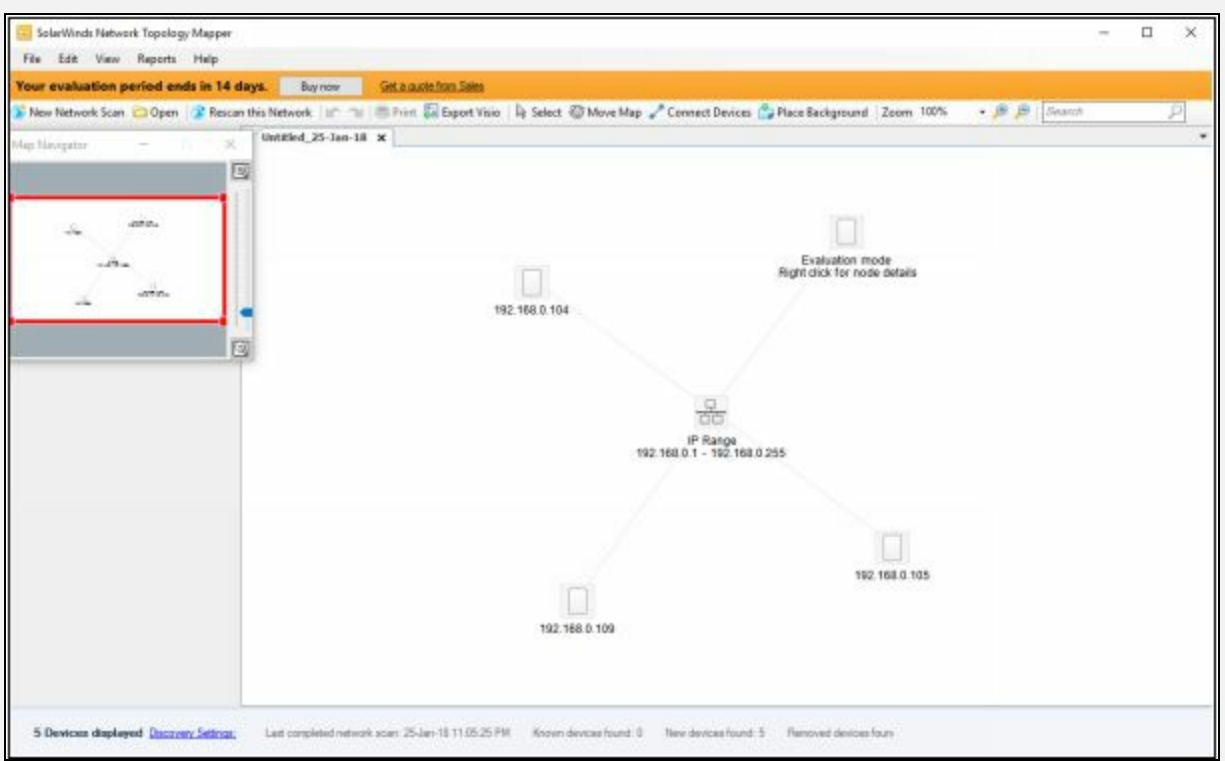 SolarWinds Network Topology Mapper
File Edit View Reports Help
Your evaluation period ends in 14 days. Buy now Get a quote from Sales
New Network Scan Open Rescan this Network Print Export Visio Select Move Map Connect Devices Place Background Zoom 100% Search
Map Navigator
Untitled_25-Jan-18
Evaluation mode
Right click for node details
192.168.0.104
IP Range
192.168.0.1 - 192.168.0.255
192.168.0.105
192.168.0.109
5 Devices displayed Discovery Settings. Last completed network scan: 25-Jan-18 11:05:25 PM Known devices found: 0 New devices found: 5 Removed devices foun